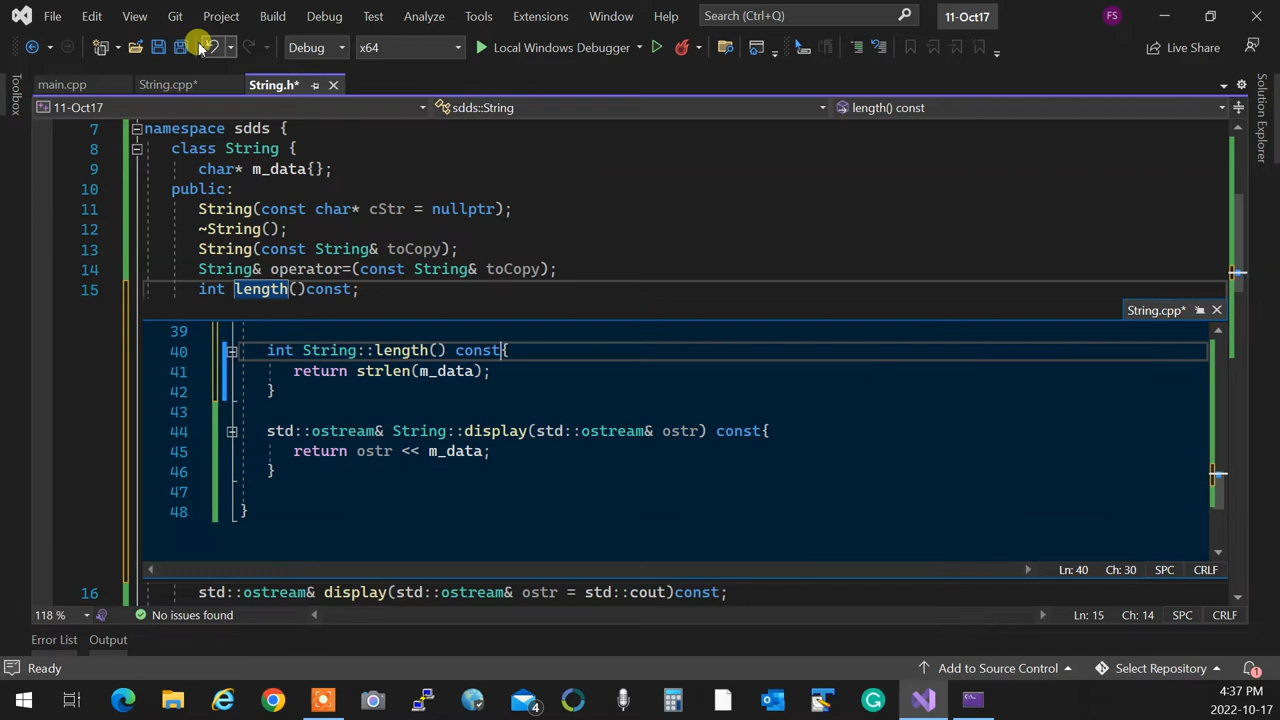 File Edit View Git Project Build Debug Test Analyze Tools Extensions Window Help Search (Ctrl+Q) 11-Oct17 FS
Debug x64 Local Windows Debugger Live Share
main.cpp String.cpp* String.h*
11-Oct17 sdds::String length() const
Toolbox
Solution Explorer
7 namespace sdds {
8 class String {
9 char* m_data{};
10 public:
11 String(const char* cStr = nullptr);
12 ~String();
13 String(const String& toCopy);
14 String& operator=(const String& toCopy);
15 int length()const;
String.cpp*
39
40 int String::length() const{
41 return strlen(m_data);
42 }
43
44 std::ostream& String::display(std::ostream& ostr) const{
45 return ostr << m_data;
46 }
47
48 }
Ln: 40 Ch: 30 SPC CRLF
16 std::ostream& display(std::ostream& ostr = std::cout)const;
118 % No issues found Ln: 15 Ch: 14 SPC CRLF
Error List Output
Ready Add to Source Control Select Repository 1
4
4:37 PM
2022-10-17